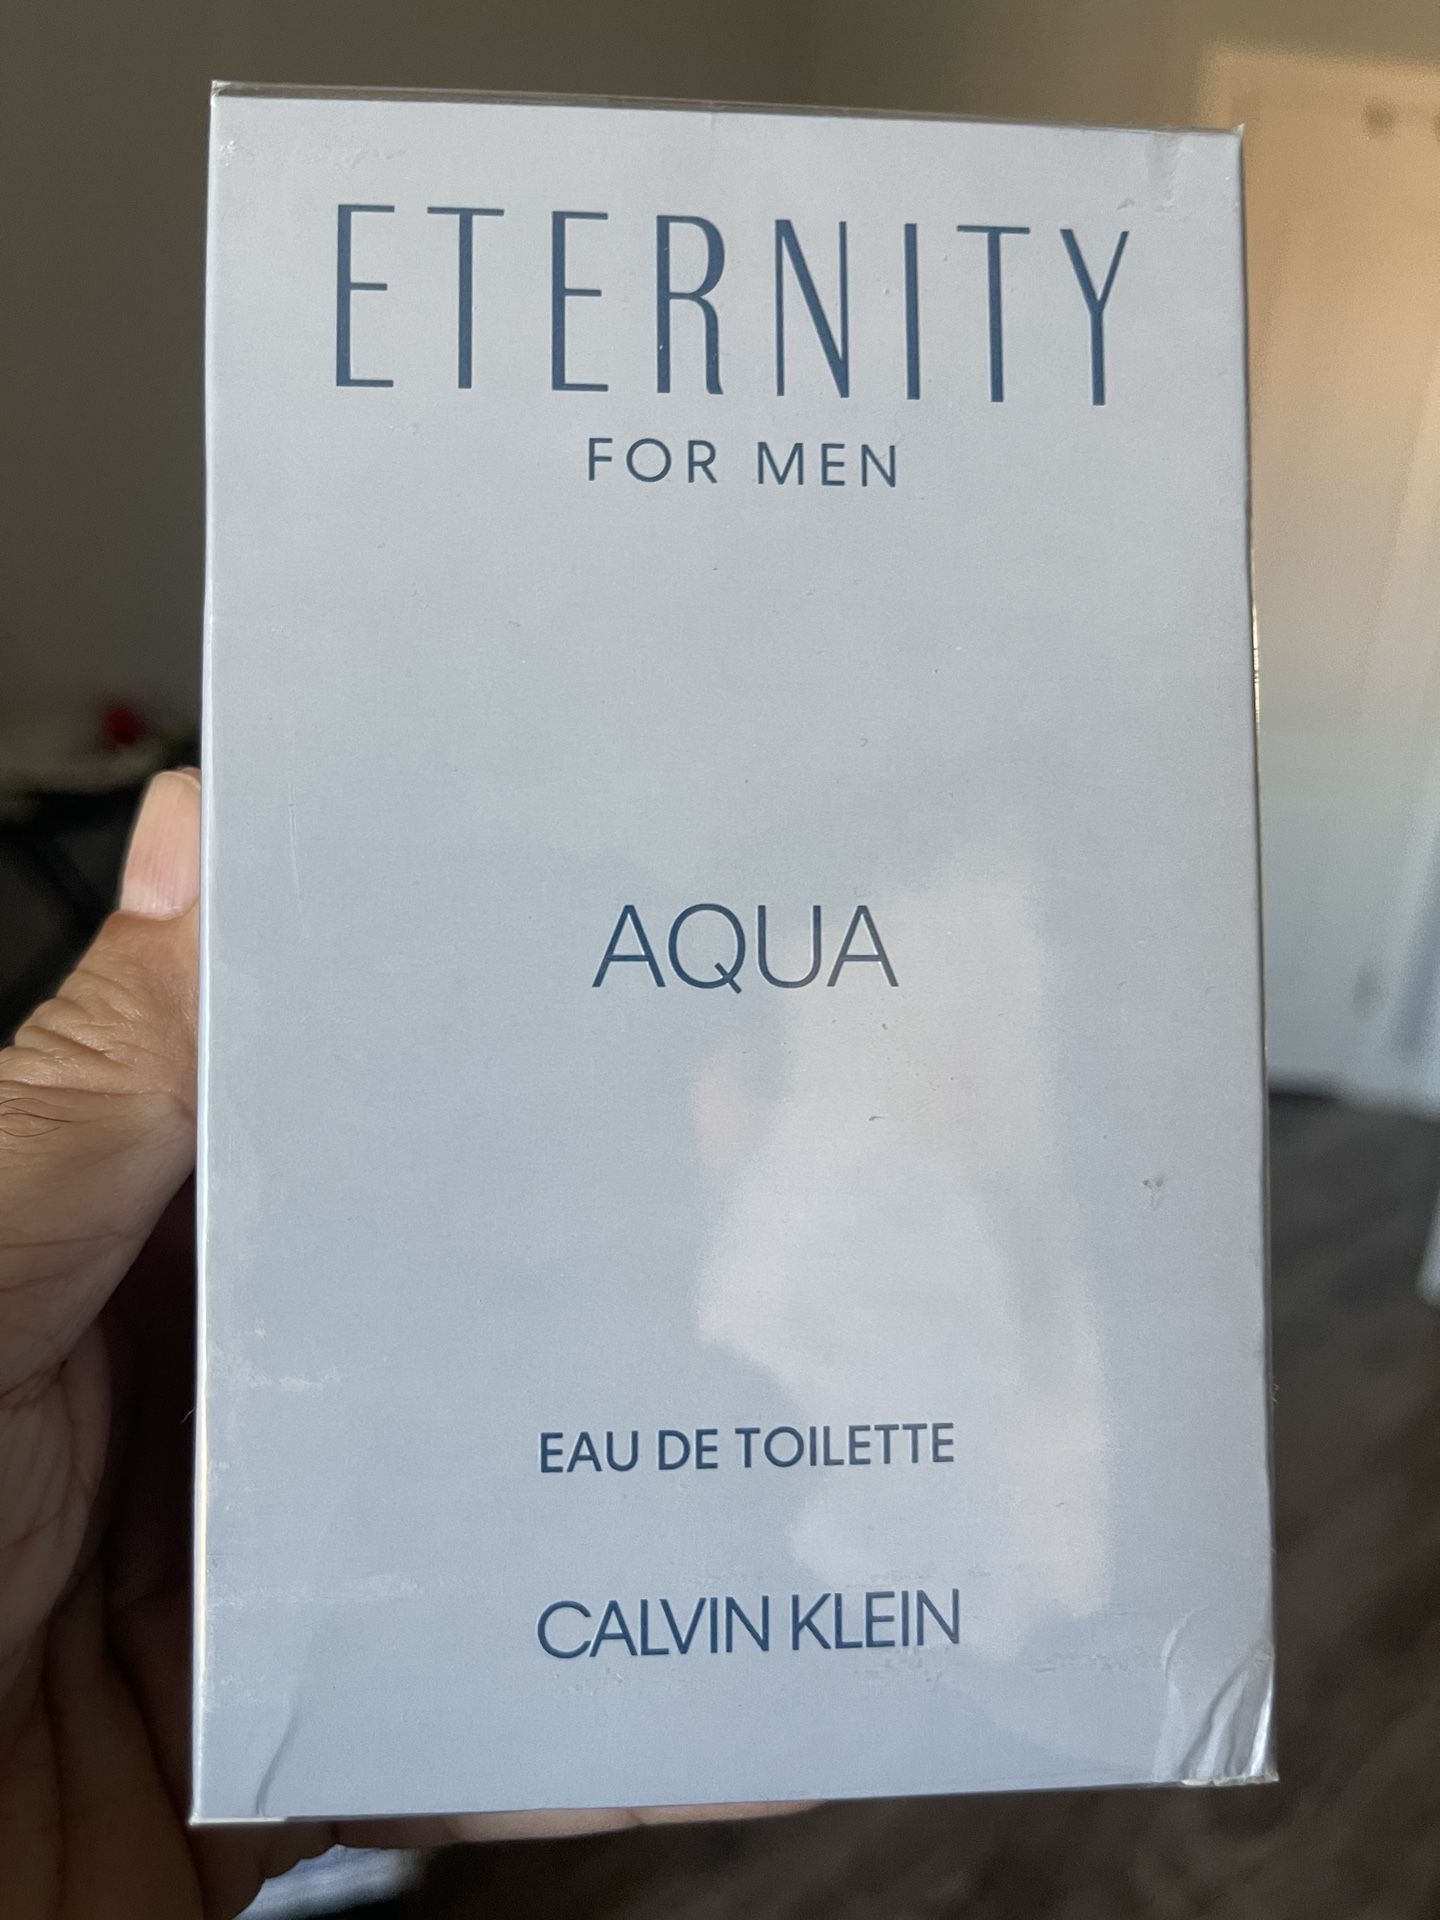 ETERNITY
FOR MEN
AQUA
EAU DE TOILETTE
CALVIN KLEIN